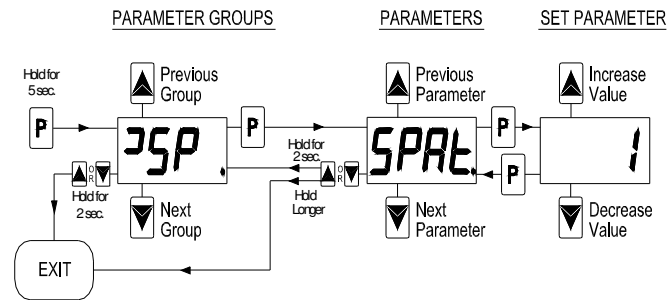 PARAMETER GROUPS
PARAMETERS
SET PARAMETER
Hold for
5 sec.
P
Previous
Group
P
Previous
Parameter
P
Increase
Value
SP.
Hold for
2 sec.
SPAt.
1
P
OR
Hold for
2 sec.
OR
Hold
Longer
Next
Group
Next
Parameter
Decrease
Value
EXIT